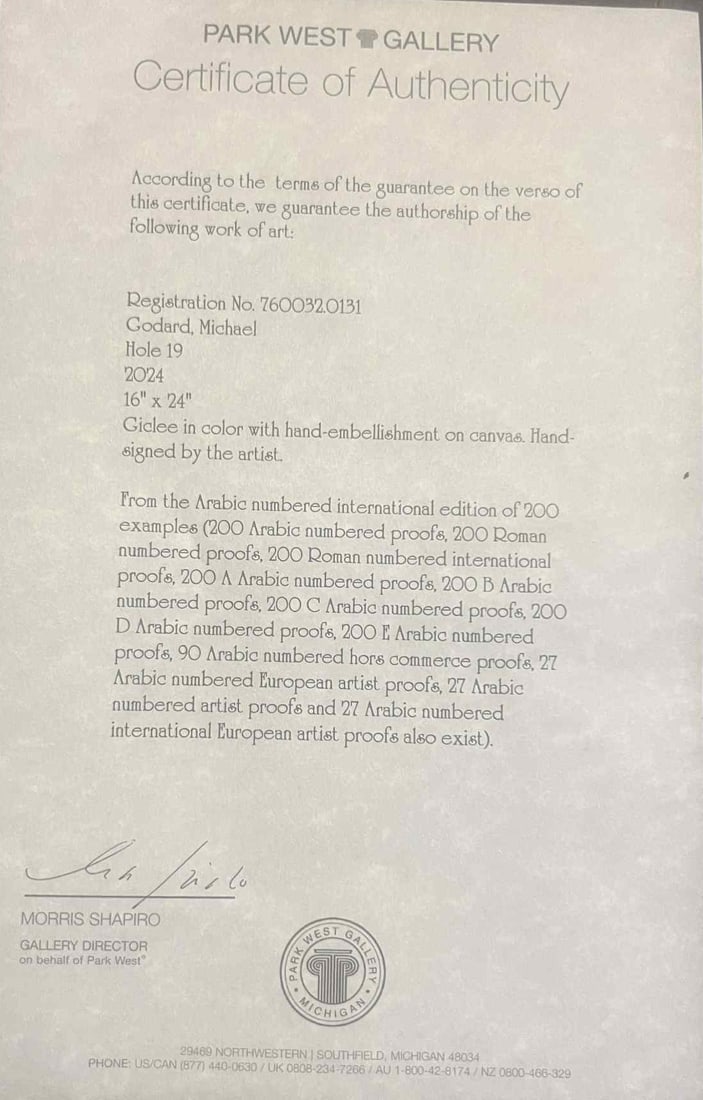 PARK WEST GALLERY
Certificate of Authenticity
According to the terms of the guarantee on the verso of
this certificate, we guarantee the authorship of the
following work of art:
Registration No. 760032.0131
Godard, Michael
Hole 19
2024
16" x 24"
Giclee in color with hand-embellishment on canvas. Hand-
signed by the artist.
From the Arabic numbered international edition of 200
examples (200 Arabic numbered proofs, 200 Roman
numbered proofs, 200 Roman numbered international
proofs, 200 A Arabic numbered proofs, 200 B Arabic
numbered proofs, 200 C Arabic numbered proofs, 200
D Arabic numbered proofs, 200 E Arabic numbered
proofs, 90 Arabic numbered hors commerce proofs, 27
Arabic numbered European artist proofs, 27 Arabic
numbered artist proofs and 27 Arabic numbered
international European artist proofs also exist).
MORRIS SHAPIRO
GALLERY DIRECTOR
on behalf of Park West®
PARK WEST GALLERY
• MICHIGAN •
29469 NORTHWESTERN | SOUTHFIELD, MICHIGAN 48034
PHONE: US/CAN (877) 440-0630 / UK 0808-234-7266 / AU 1-800-42-8174 / NZ 0800-466-329